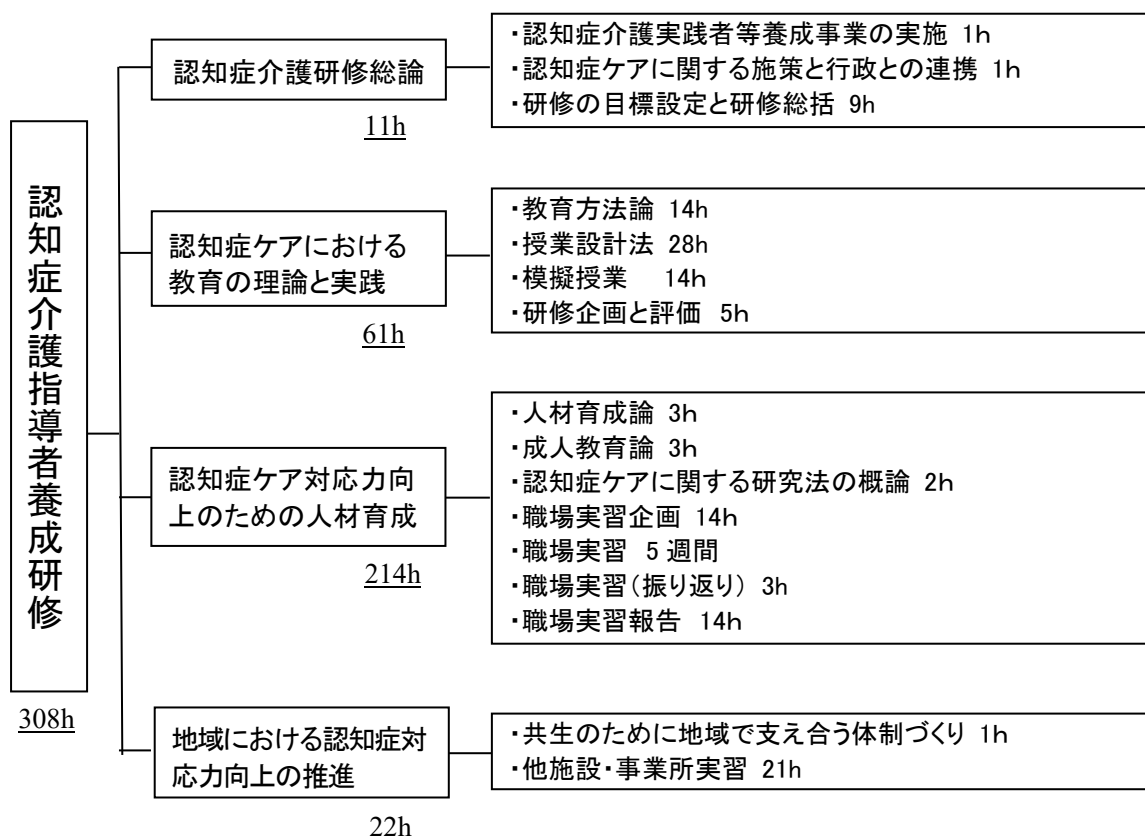 認知症介護指導者養成研修
308h
認知症介護研修総論
11h
・認知症介護実践者等養成事業の実施 1h
・認知症ケアに関する施策と行政との連携 1h
・研修の目標設定と研修総括 9h
認知症ケアにおける
教育の理論と実践
61h
・教育方法論 14h
・授業設計法 28h
・模擬授業 14h
・研修企画と評価 5h
認知症ケア対応力向
上のための人材育成
214h
・人材育成論 3h
・成人教育論 3h
・認知症ケアに関する研究法の概論 2h
・職場実習企画 14h
・職場実習 5 週間
・職場実習(振り返り) 3h
・職場実習報告 14h
地域における認知症対
応力向上の推進
22h
・共生のために地域で支え合う体制づくり 1h
・他施設・事業所実習 21h